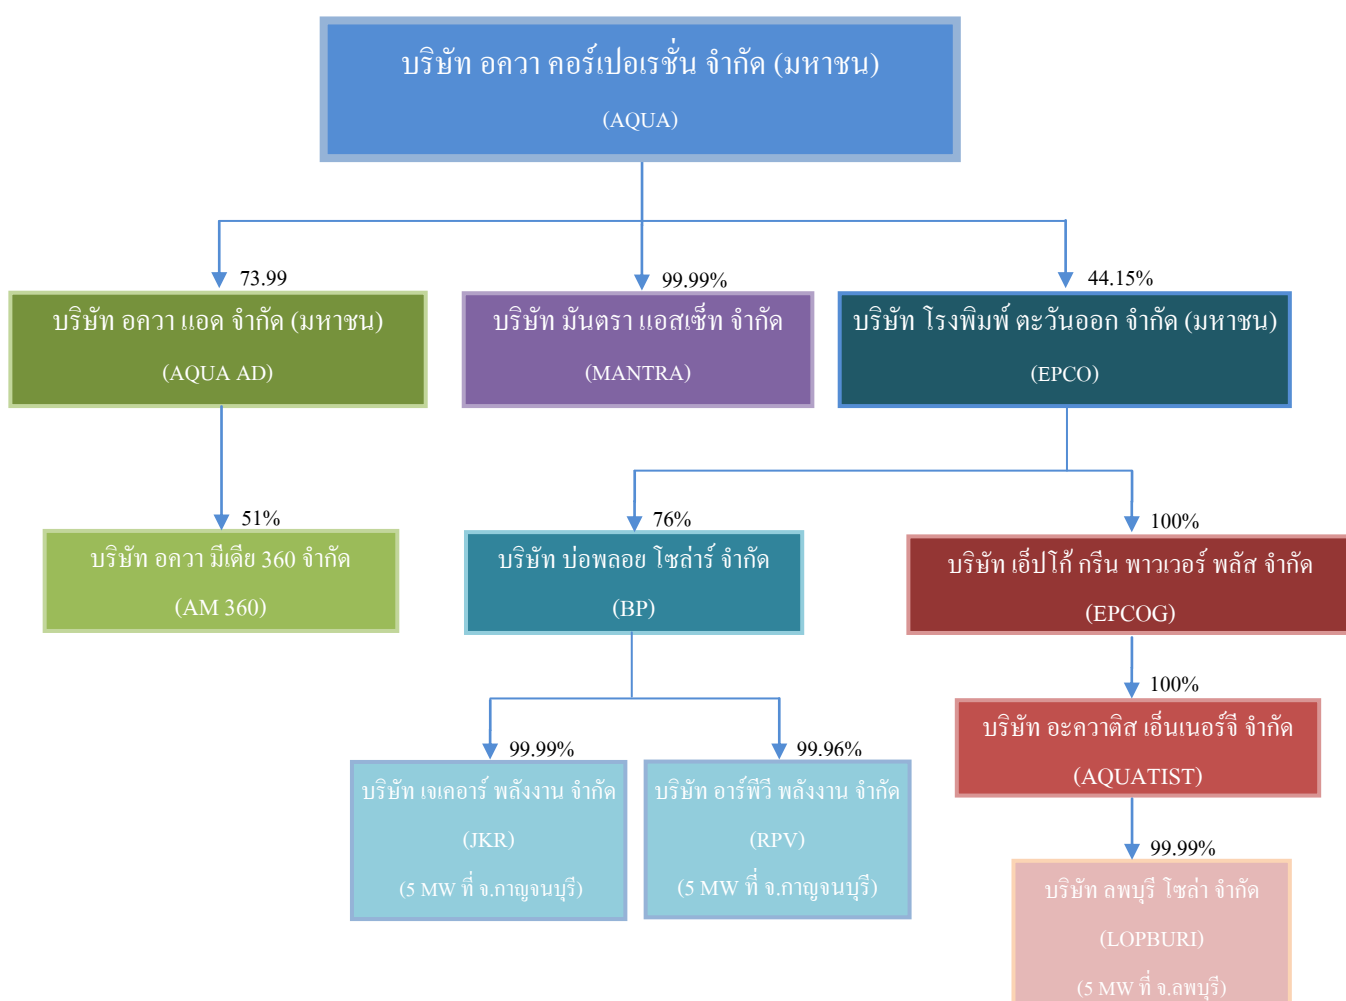 บริษัท อควา คอร์เปอเรชั่น จำกัด (มหาชน)
(AQUA)
73.99
99.99%
44.15%
บริษัท อควา แอด จำกัด (มหาชน)
(AQUA AD)
บริษัท มันตรา แอสเซ็ท จำกัด
(MANTRA)
บริษัท โรงพิมพ์ ตะวันออก จำกัด (มหาชน)
(EPCO)
51%
76%
100%
บริษัท อควา มีเดีย 360 จำกัด
(AM 360)
บริษัท บ่อพลอย โซล่าร์ จำกัด
(BP)
บริษัท เอ็ปโก้ กรีน พาวเวอร์ พลัส จำกัด
(EPCOG)
100%
บริษัท อะควาติส เอ็นเนอร์จี จำกัด
(AQUATIST)
99.99%
99.96%
บริษัท เจเคอาร์ พลังงาน จำกัด
(JKR)
(5 MW ที่ จ.กาญจนบุรี)
บริษัท อาร์พีวี พลังงาน จำกัด
(RPV)
(5 MW ที่ จ.กาญจนบุรี)
99.99%
บริษัท ลพบุรี โซล่า จำกัด
(LOPBURI)
(5 MW ที่ จ.ลพบุรี)